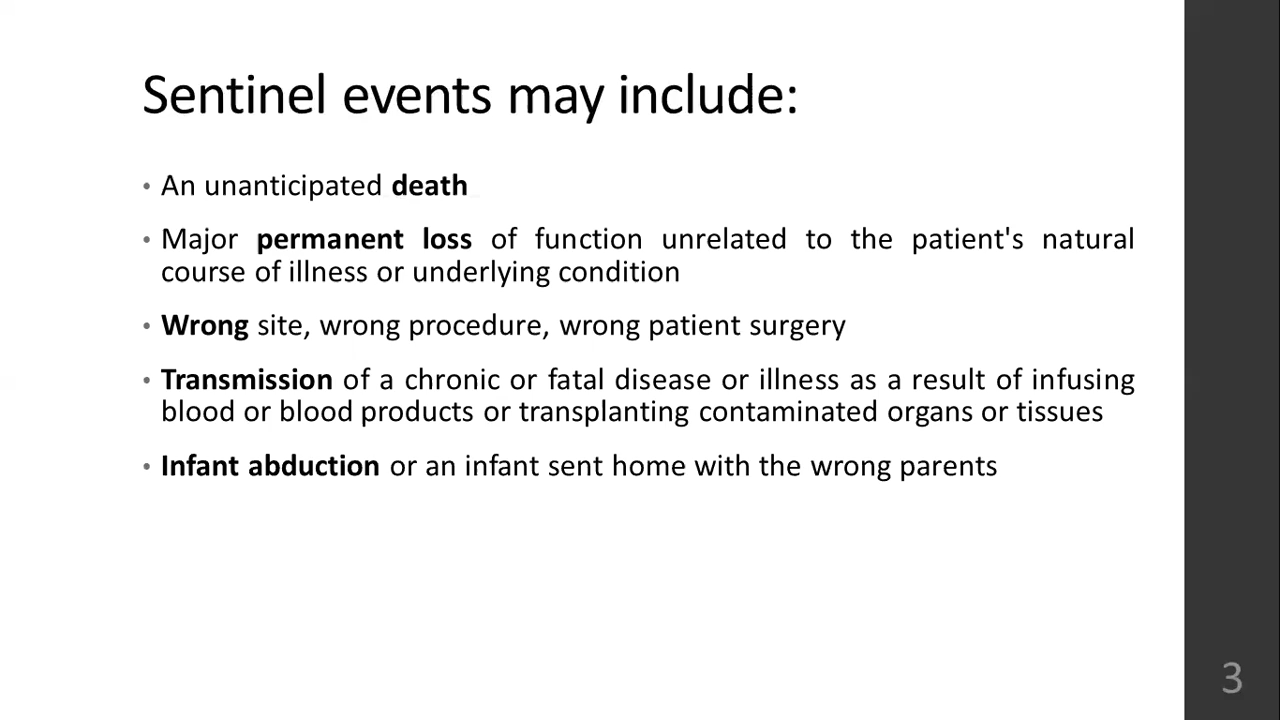 Sentinel events may include:
• An unanticipated death
• Major permanent loss of function unrelated to the patient's natural
course of illness or underlying condition
• Wrong site, wrong procedure, wrong patient surgery
• Transmission of a chronic or fatal disease or illness as a result of infusing
blood or blood products or transplanting contaminated organs or tissues
• Infant abduction or an infant sent home with the wrong parents
3